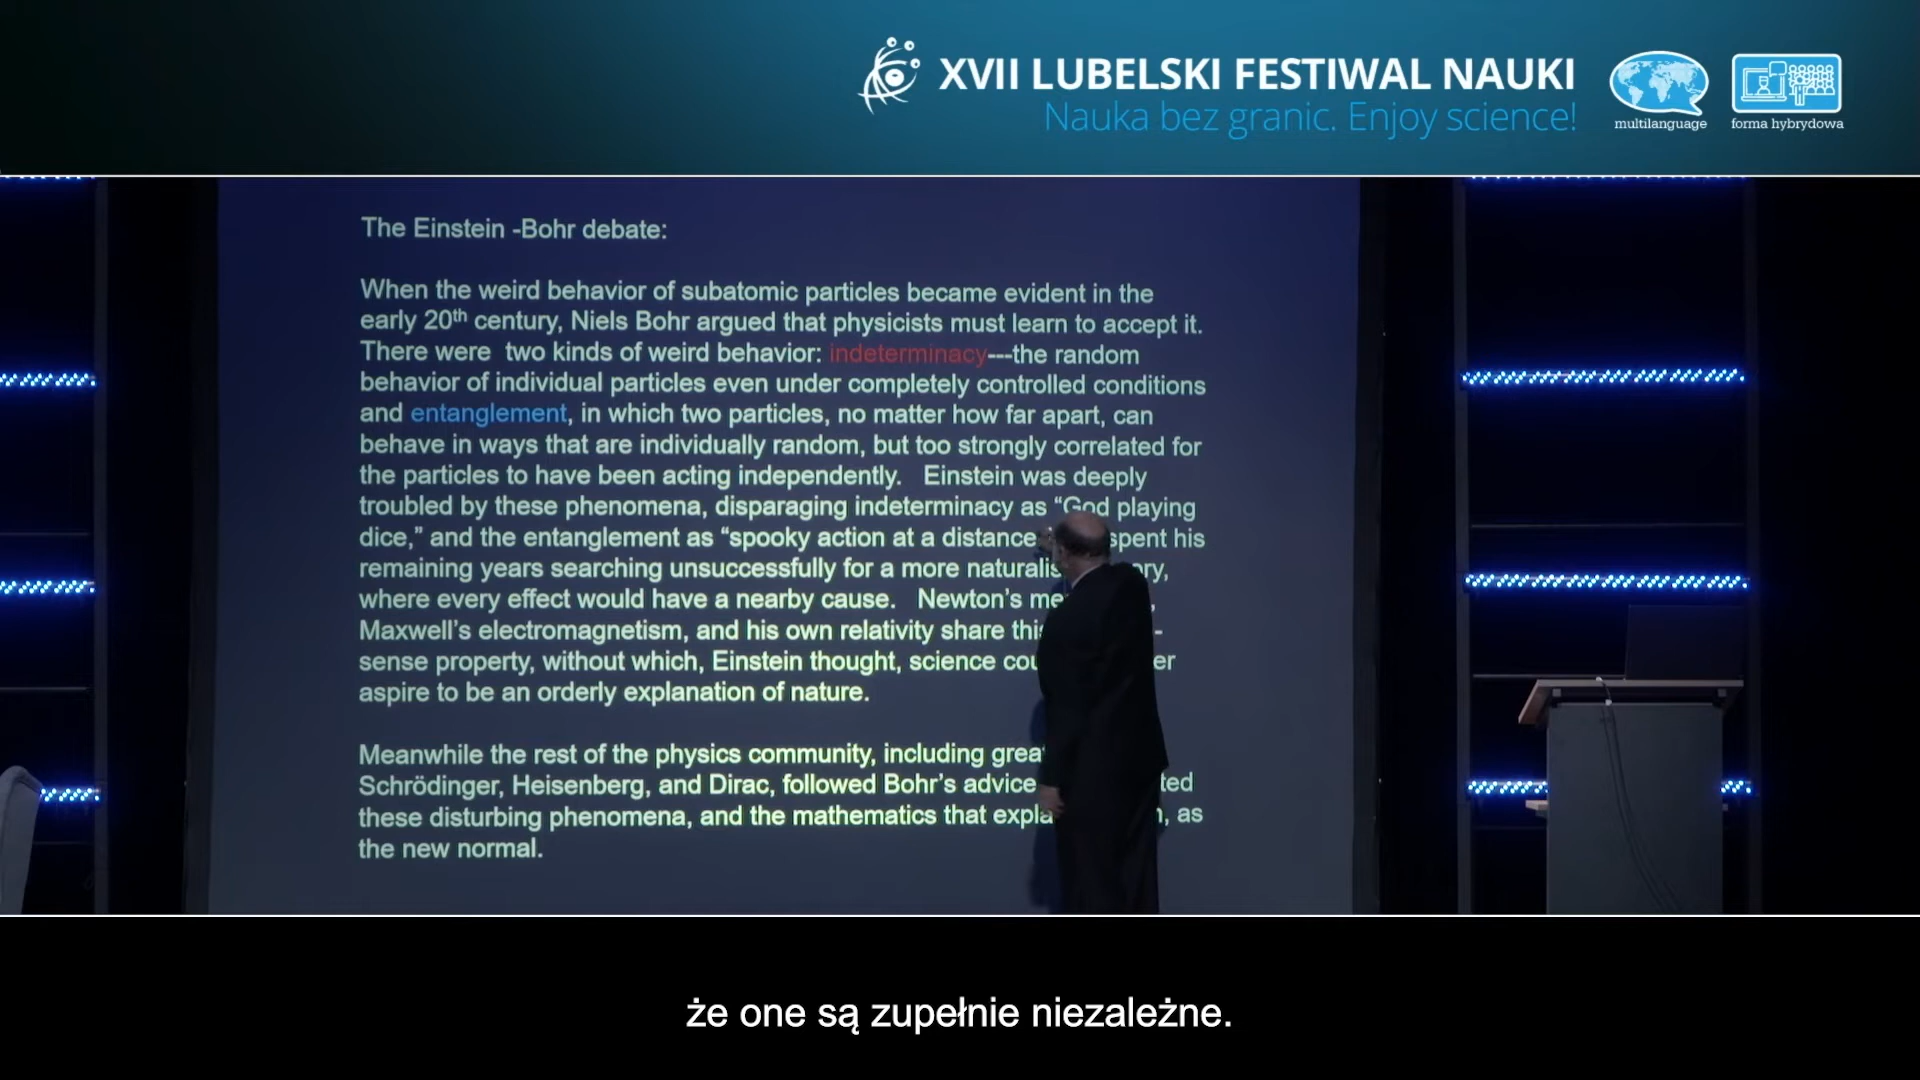 XVII LUBELSKI FESTIWAL NAUKI
Nauka bez granic. Enjoy science!
multilanguage
forma hybrydowa
The Einstein -Bohr debate:
When the weird behavior of subatomic particles became evident in the
early 20th century, Niels Bohr argued that physicists must learn to accept it.
There were two kinds of weird behavior: indeterminacy---the random
behavior of individual particles even under completely controlled conditions
and entanglement, in which two particles, no matter how far apart, can
behave in ways that are individually random, but too strongly correlated for
the particles to have been acting independently. Einstein was deeply
troubled by these phenomena, disparaging indeterminacy as “God playing
dice,” and the entanglement as “spooky action at a distance spent his
remaining years searching unsuccessfully for a more
where every effect would have a nearby cause. Newton’s
Maxwell’s electromagnetism, and his own relativity share
sense property, without which, Einstein thought, science
aspire to be an orderly explanation of nature.
Meanwhile the rest of the physics community, including
Schrödinger, Heisenberg, and Dirac, followed Bohr’s advice
these disturbing phenomena, and the mathematics that as
the new normal.
że one są zupełnie niezależne.